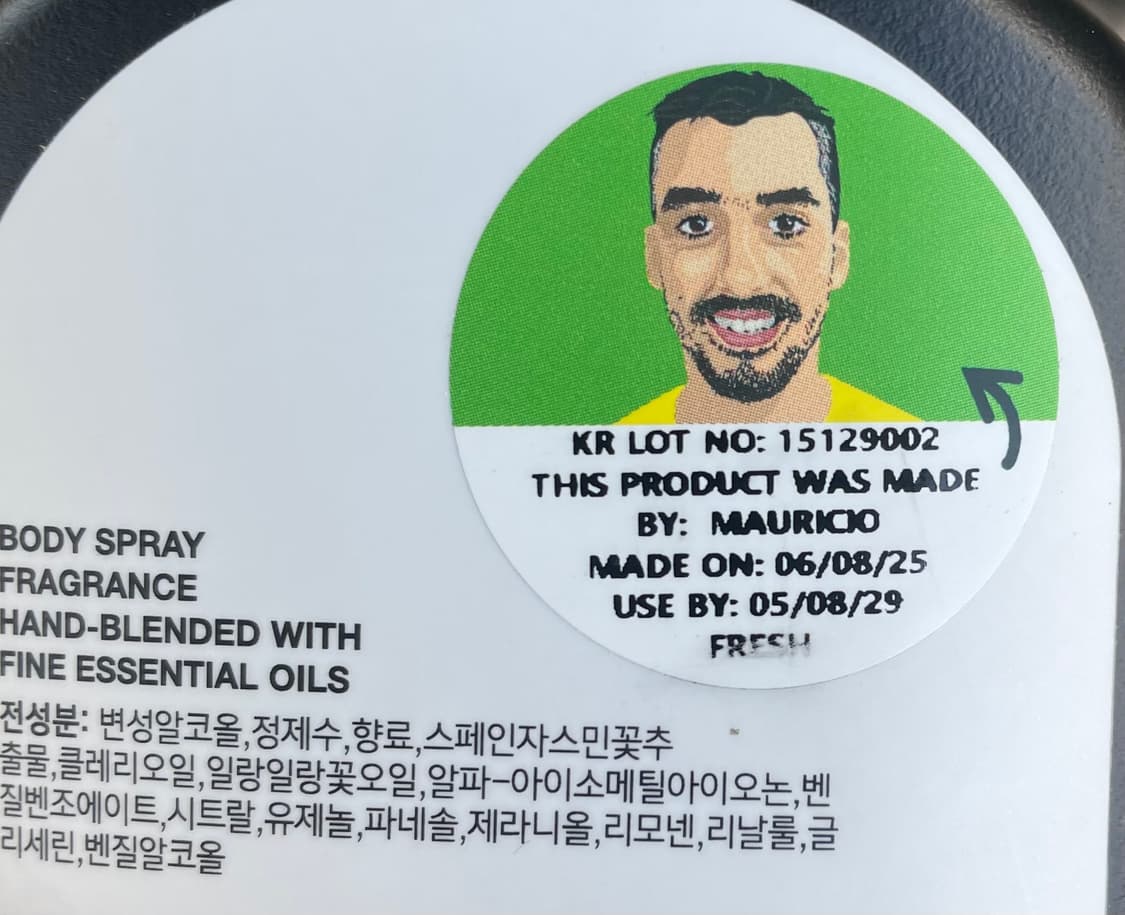 KR LOT NO: 15129002
THIS PRODUCT WAS MADE
BY: MAURICIO
MADE ON: 06/08/25
USE BY: 05/08/29
FRESH
BODY SPRAY
FRAGRANCE
HAND-BLENDED WITH
FINE ESSENTIAL OILS
전성분: 변성알코올,정제수,향료,스페인자스민꽃추
출물,클레리오일,일랑일랑꽃오일,알파-아이소메틸아이오논,벤
질벤조에이트,시트랄,유제놀,파네솔,제라니올,리모넨,리날룰,글
리세린,벤질알코올